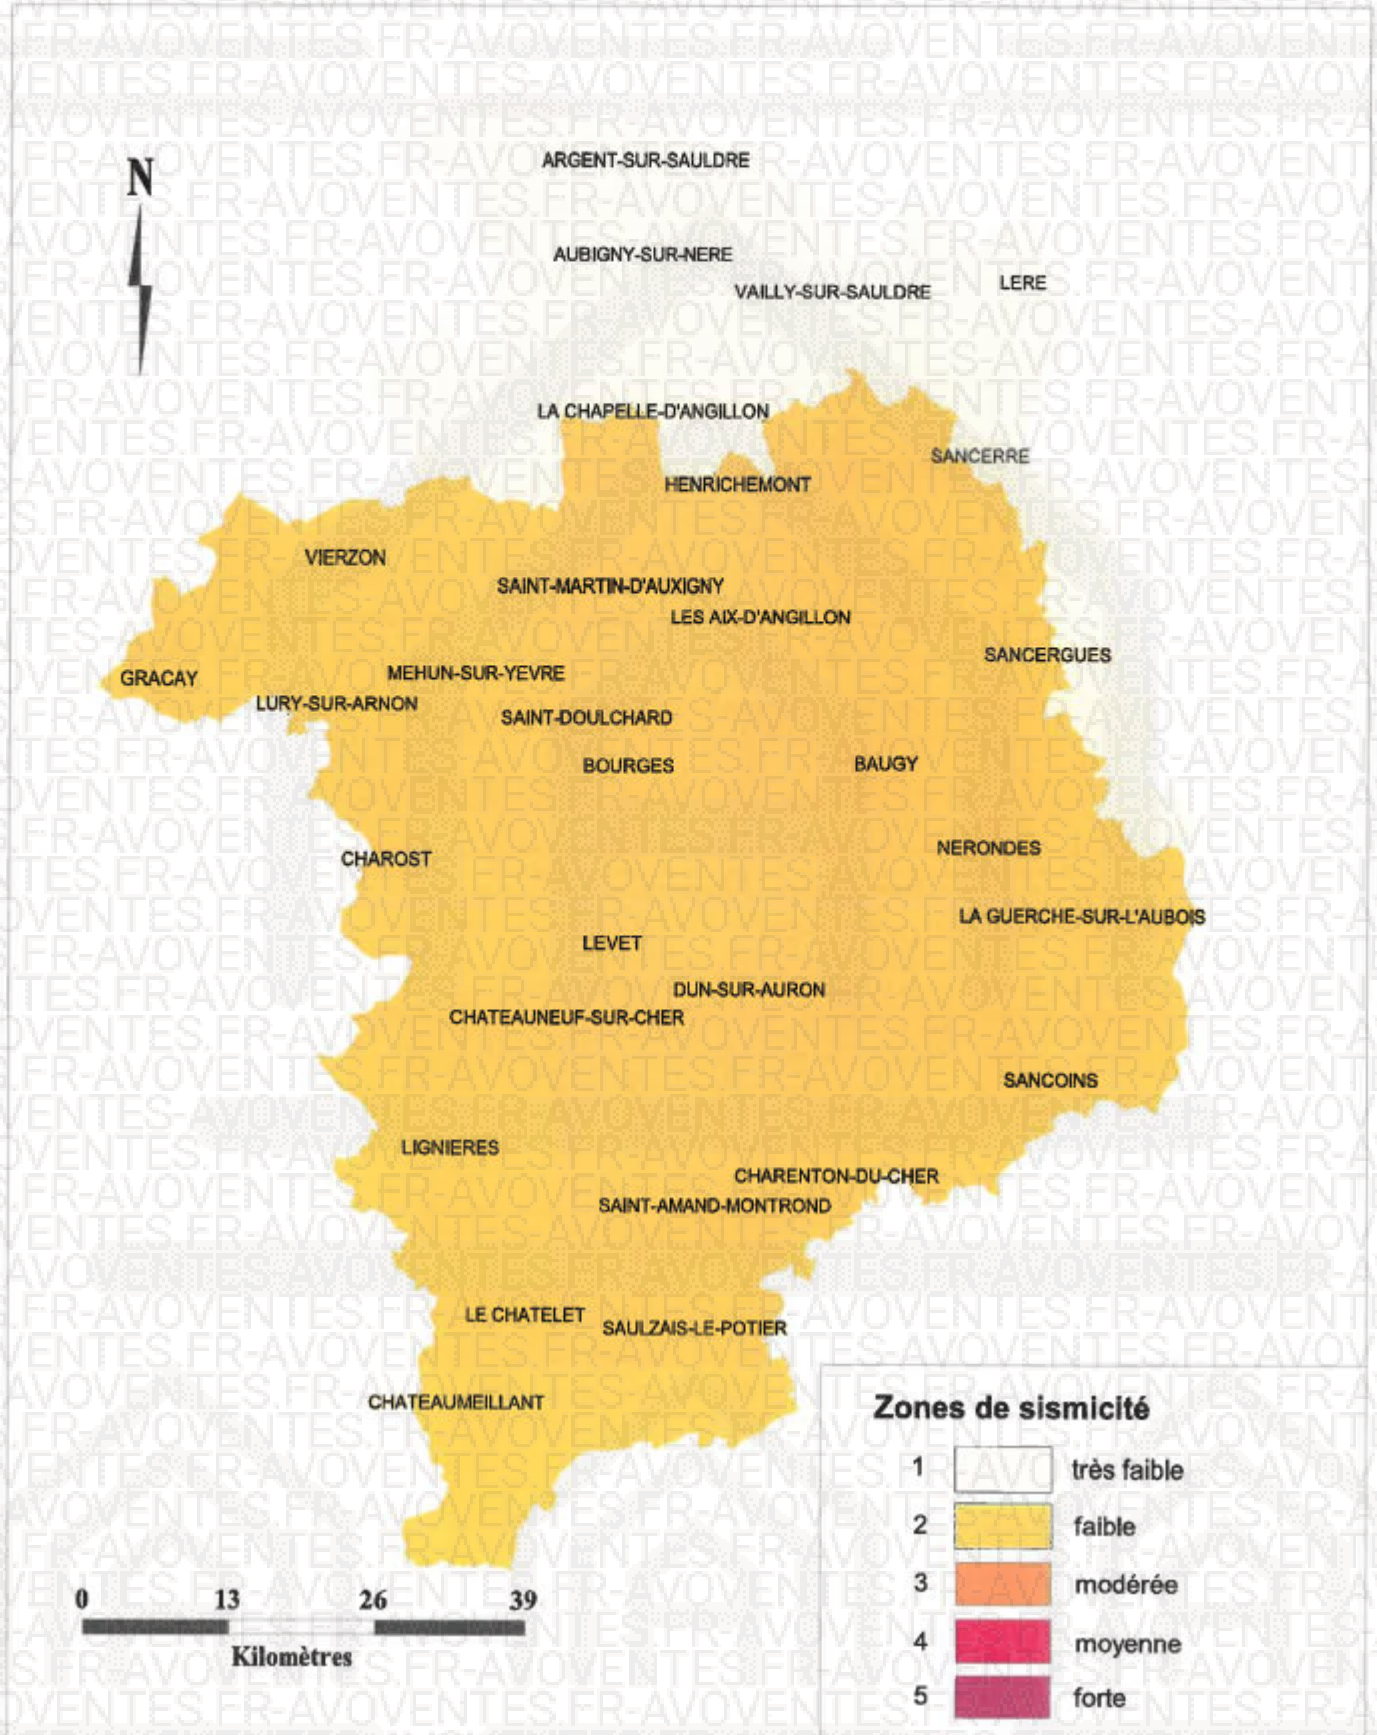 N
ARGENT-SUR-SAULDRE
AUBIGNY-SUR-NERE
VAILLY-SUR-SAULDRE
LERE
LA CHAPELLE-D'ANGILLON
SANCERRE
HENRICHEMONT
VIERZON
SAINT-MARTIN-D'AUXIGNY
LES AIX-D'ANGILLON
SANCERGUES
GRACAY
MEHUN-SUR-YEVRE
LURY-SUR-ARNON
SAINT-DOULCHARD
BOURGES
BAUGY
CHAROST
NERONDES
LA GUERCHE-SUR-L'AUBOIS
LEVET
DUN-SUR-AURON
CHATEAUNEUF-SUR-CHER
SANCOINS
LIGNIERES
CHARENTON-DU-CHER
SAINT-AMAND-MONTROND
LE CHATELET
SAULZAIS-LE-POTIER
CHATEAUMEILLANT
Zones de sismicité
1 très faible
2 faible
3 modérée
4 moyenne
5 forte
0 13 26 39
Kilomètres